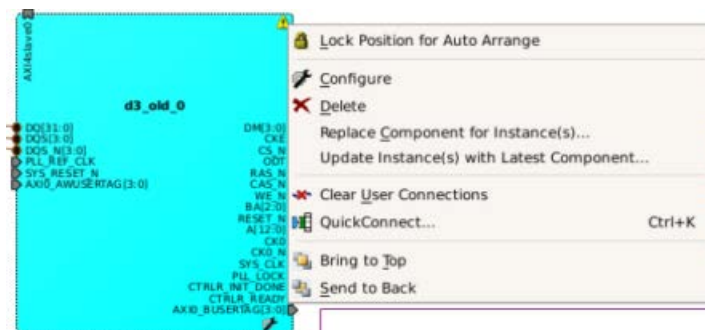 AXI4slave0
d3_old_0
DQ[31:0]
DQS[3:0]
DQS_N[3:0]
PLL_REF_CLK
SYS_RESET_N
AXI0_AWUSERTAG[3:0]
DM[3:0]
CKE
CS_N
ODT
RAS_N
CAS_N
WE_N
BA[2:0]
RESET_N
A[12:0]
CK0
CK0_N
SYS_CLK
PLL_LOCK
CTRLR_INIT_DONE
CTRLR_READY
AXI0_BUSERTAG[3:0]
Lock Position for Auto Arrange
Configure
Delete
Replace Component for Instance(s)...
Update Instance(s) with Latest Component...
Clear User Connections
QuickConnect... Ctrl+K
Bring to Top
Send to Back